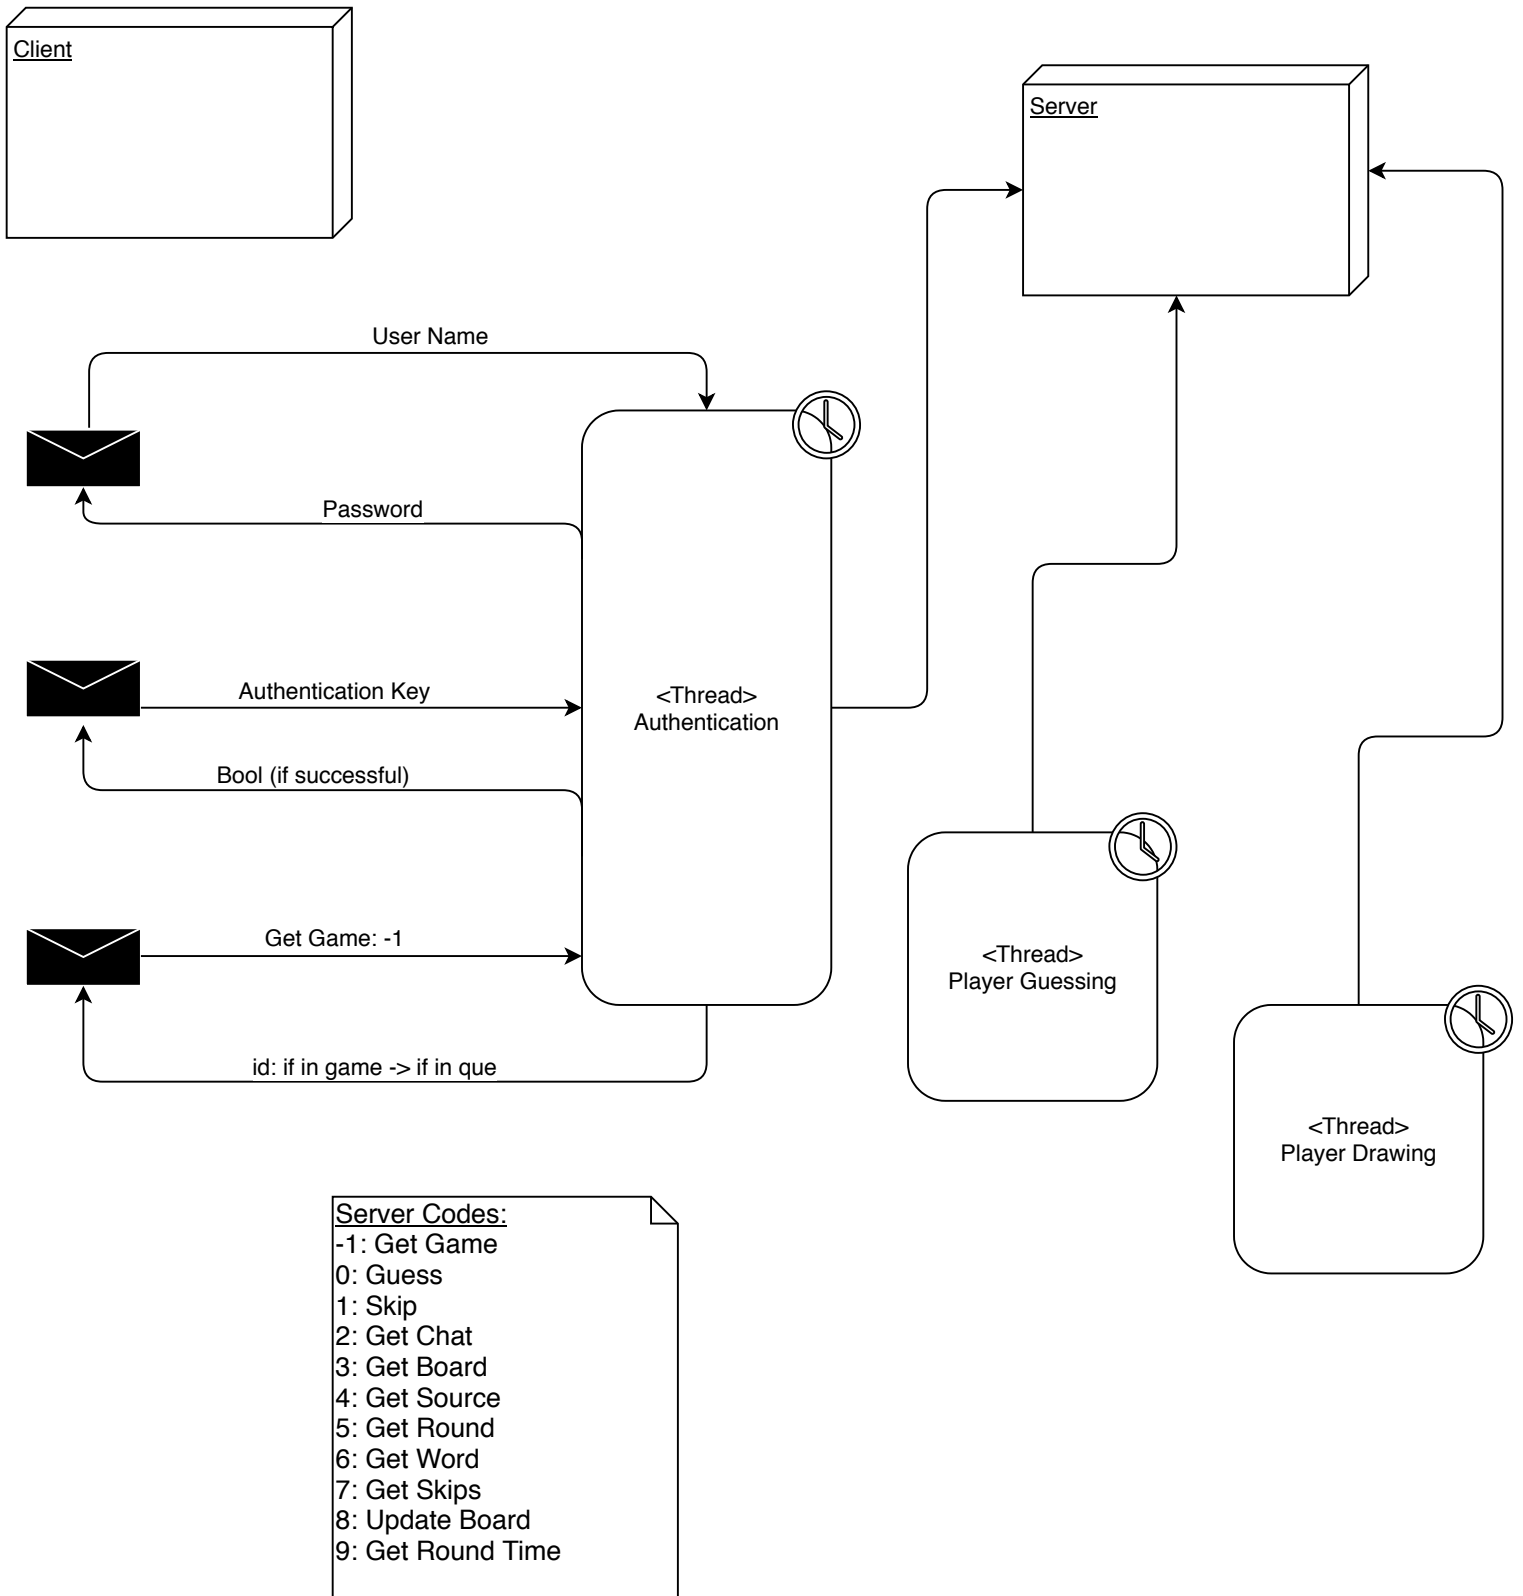 Client
Server
User Name
Password
Authentication Key
<Thread>
Authentication
Bool (if successful)
Get Game: -1
<Thread>
Player Guessing
id: if in game -> if in que
<Thread>
Player Drawing
Server Codes:
-1: Get Game
0: Guess
1: Skip
2: Get Chat
3: Get Board
4: Get Source
5: Get Round
6: Get Word
7: Get Skips
8: Update Board
9: Get Round Time